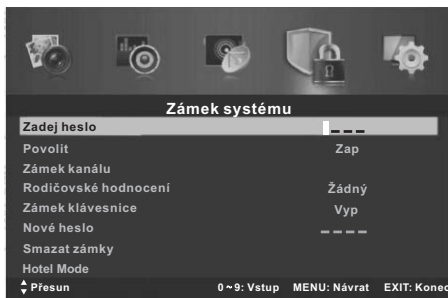 Zámek systému
Zadej heslo _ _ _
Povolit Zap
Zámek kanálu
Rodičovské hodnocení Žádný
Zámek klávesnice Vyp
Nové heslo _ _ _ _
Smazat zámky
Hotel Mode
Přesun 0~9: Vstup MENU: Návrat EXIT: Konec